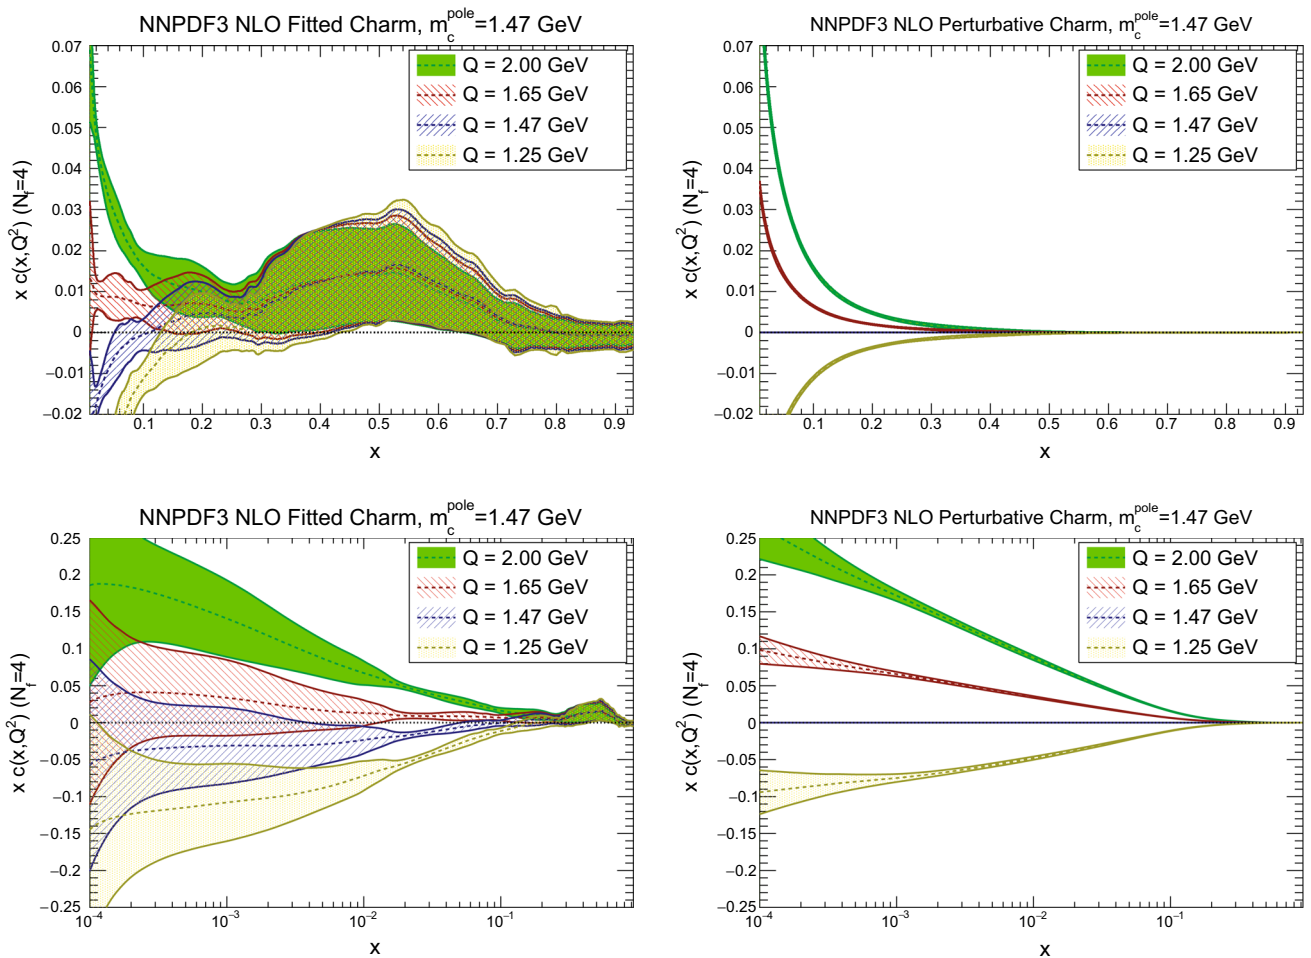 NNPDF3 NLO Fitted Charm, m_c^pole=1.47 GeV
x c(x,Q²) (N_f=4)
0.07
0.06
0.05
0.04
0.03
0.02
0.01
0
−0.01
−0.02
Q = 2.00 GeV
Q = 1.65 GeV
Q = 1.47 GeV
Q = 1.25 GeV
0.1 0.2 0.3 0.4 0.5 0.6 0.7 0.8 0.9
x
NNPDF3 NLO Perturbative Charm, m_c^pole=1.47 GeV
x c(x,Q²) (N_f=4)
0.07
0.06
0.05
0.04
0.03
0.02
0.01
0
−0.01
−0.02
Q = 2.00 GeV
Q = 1.65 GeV
Q = 1.47 GeV
Q = 1.25 GeV
0.1 0.2 0.3 0.4 0.5 0.6 0.7 0.8 0.9
x
NNPDF3 NLO Fitted Charm, m_c^pole=1.47 GeV
x c(x,Q²) (N_f=4)
0.25
0.2
0.15
0.1
0.05
0
−0.05
−0.1
−0.15
−0.2
−0.25
Q = 2.00 GeV
Q = 1.65 GeV
Q = 1.47 GeV
Q = 1.25 GeV
10⁻⁴ 10⁻³ 10⁻² 10⁻¹
x
NNPDF3 NLO Perturbative Charm, m_c^pole=1.47 GeV
x c(x,Q²) (N_f=4)
0.25
0.2
0.15
0.1
0.05
0
−0.05
−0.1
−0.15
−0.2
−0.25
Q = 2.00 GeV
Q = 1.65 GeV
Q = 1.47 GeV
Q = 1.25 GeV
10⁻⁴ 10⁻³ 10⁻² 10⁻¹
x